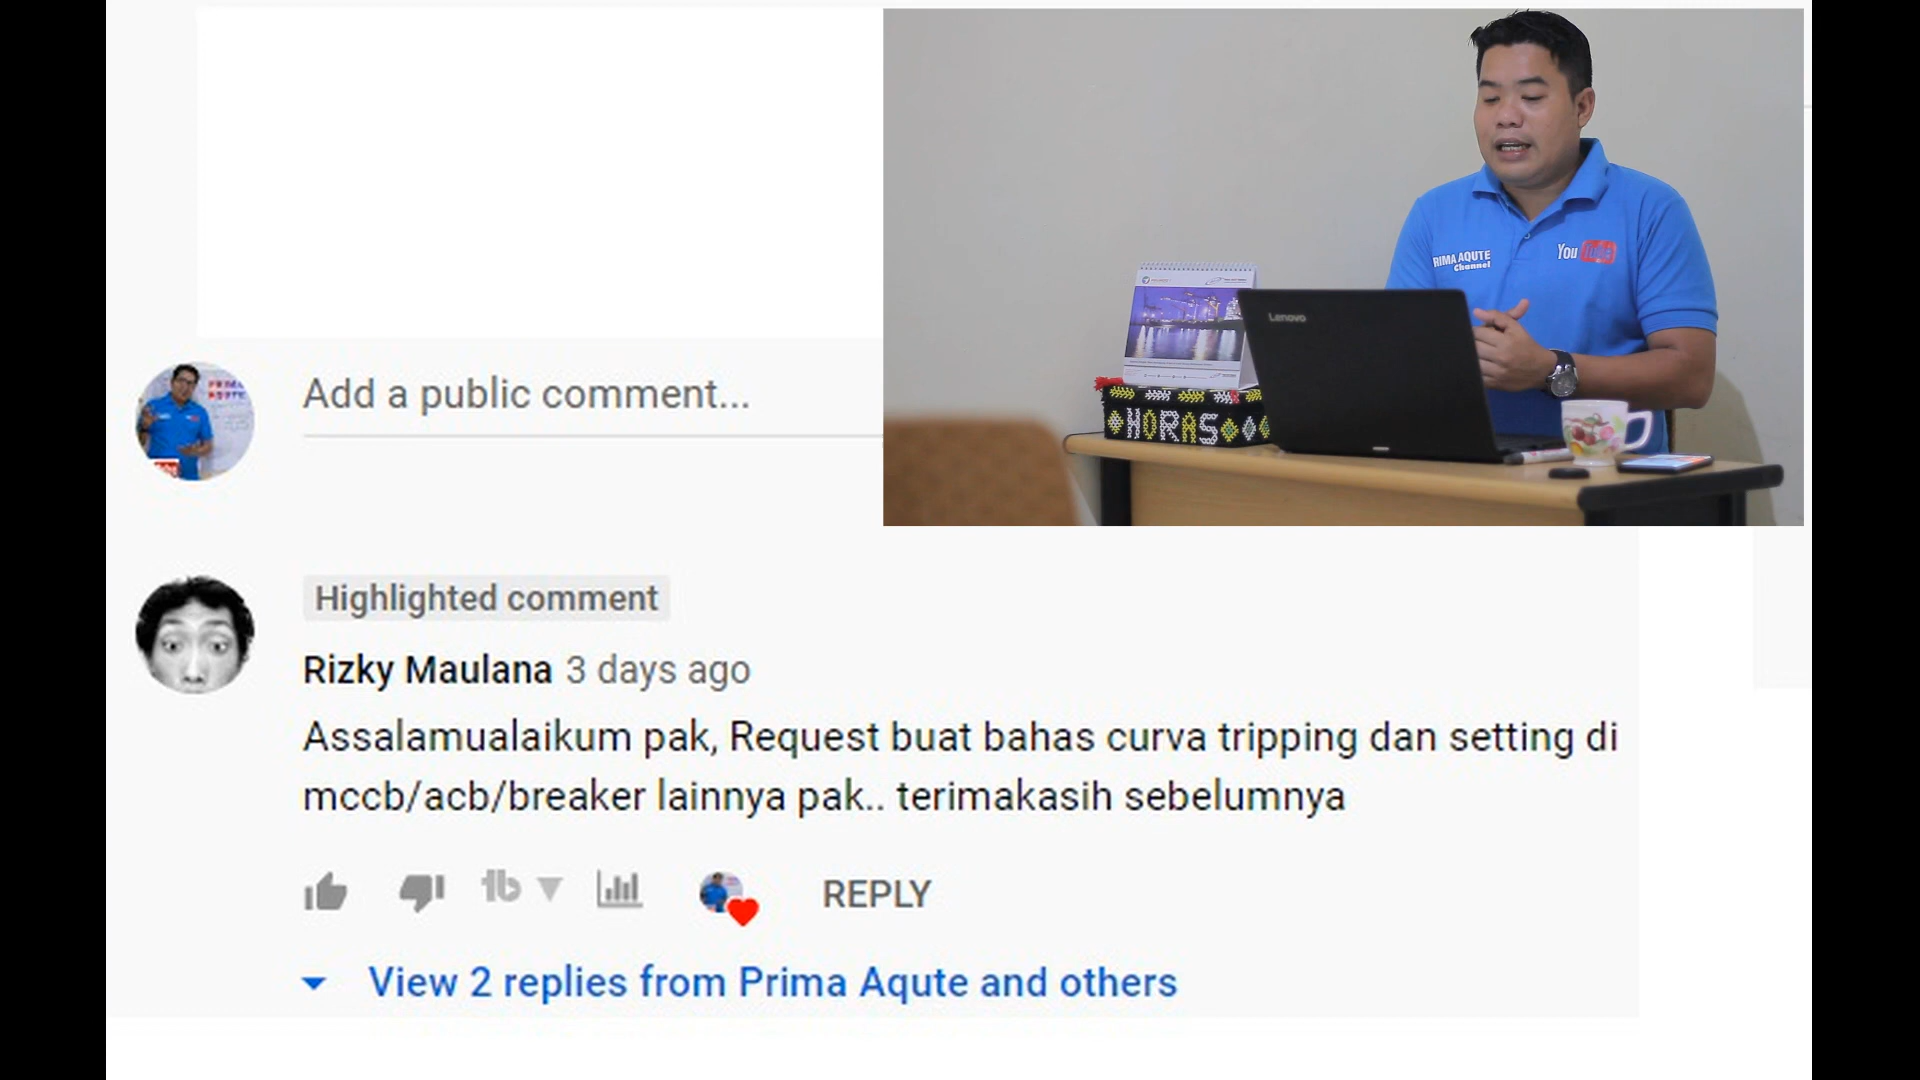 Add a public comment...
RIMA AQUTE
Channel
YouTube
Lenovo
HORAS
Highlighted comment
Rizky Maulana 3 days ago
Assalamualaikum pak, Request buat bahas curva tripping dan setting di
mccb/acb/breaker lainnya pak.. terimakasih sebelumnya
REPLY
View 2 replies from Prima Aqute and others